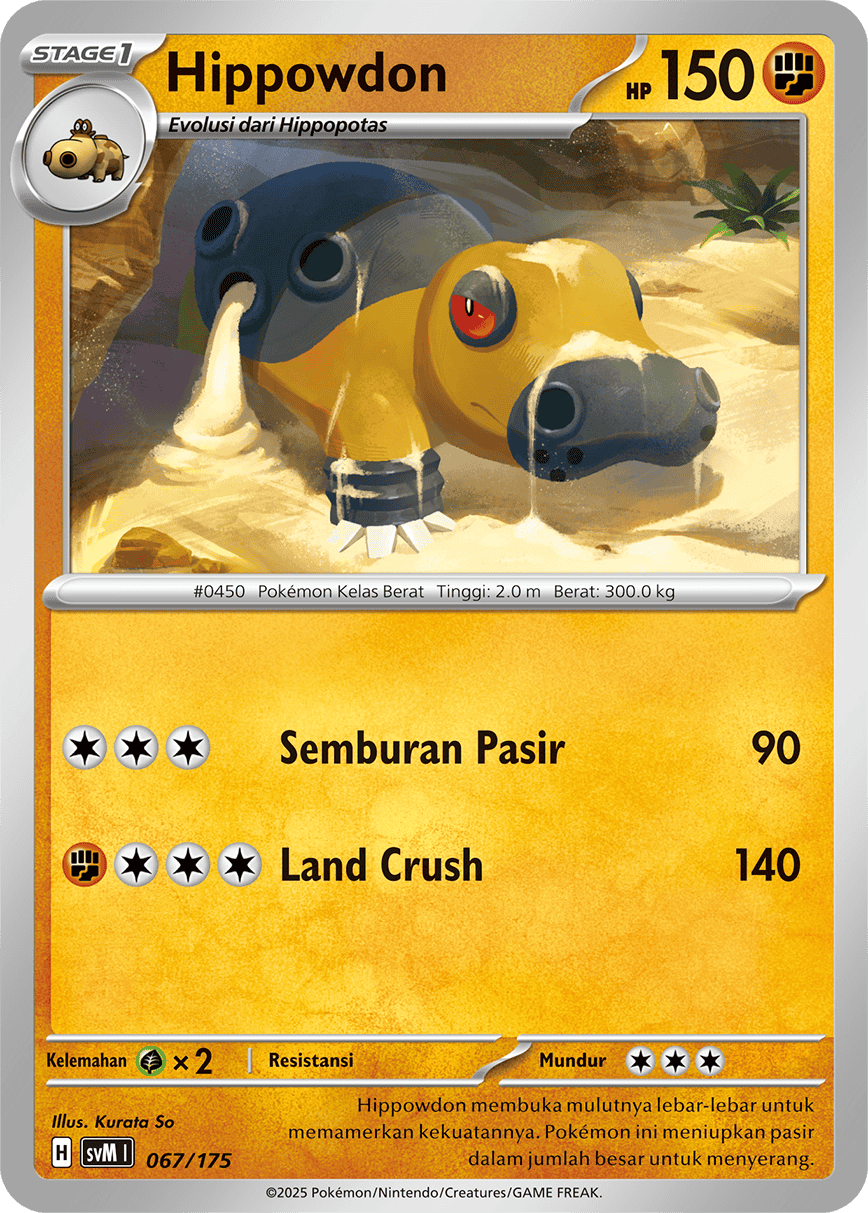 STAGE1
Hippowdon
HP 150
Evolusi dari Hippopotas
#0450 Pokémon Kelas Berat Tinggi: 2.0 m Berat: 300.0 kg
Semburan Pasir 90
Land Crush 140
Kelemahan ×2 Resistansi Mundur
Illus. Kurata So
Hippowdon membuka mulutnya lebar-lebar untuk
memamerkan kekuatannya. Pokémon ini meniupkan pasir
dalam jumlah besar untuk menyerang.
H svM I 067/175
©2025 Pokémon/Nintendo/Creatures/GAME FREAK.